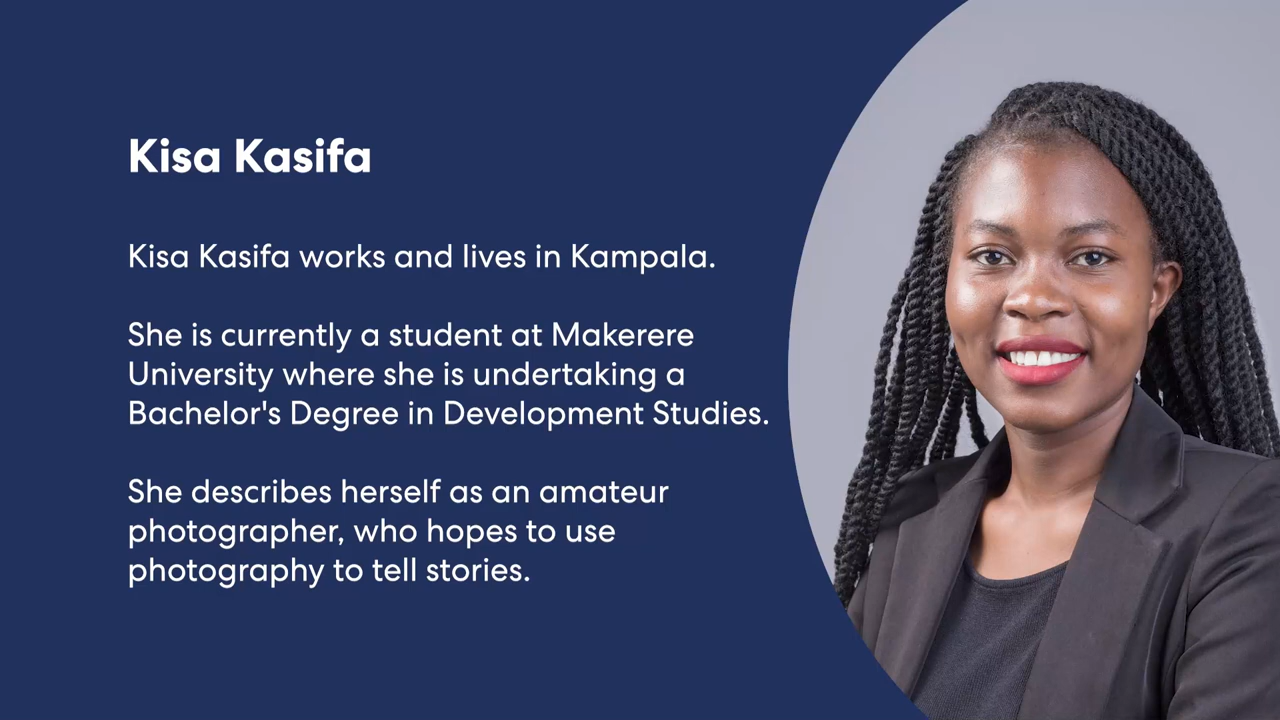 Kisa Kasifa
Kisa Kasifa works and lives in Kampala.
She is currently a student at Makerere
University where she is undertaking a
Bachelor's Degree in Development Studies.
She describes herself as an amateur
photographer, who hopes to use
photography to tell stories.